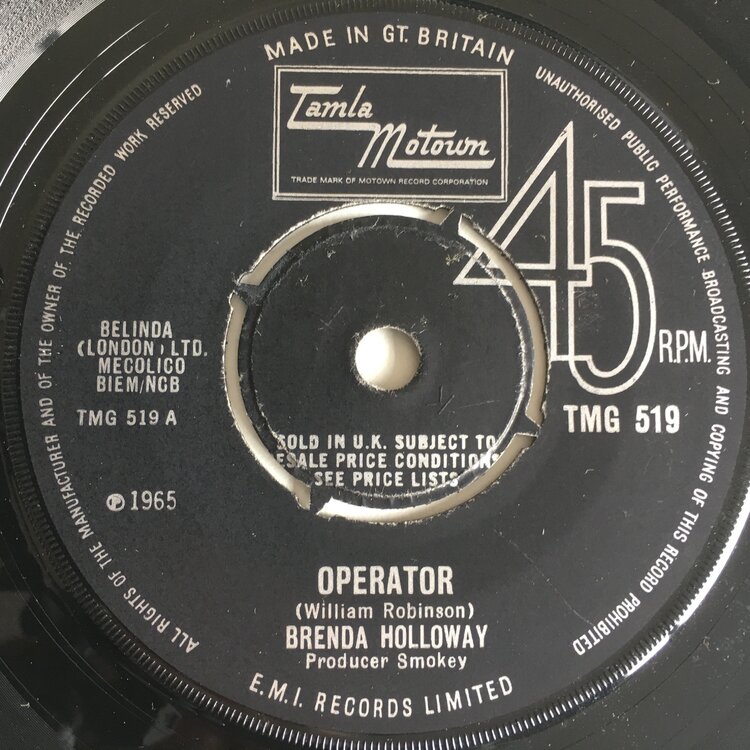 MADE IN GT. BRITAIN
UNAUTHORISED PUBLIC PERFORMANCE BROADCASTING AND COPYING OF THIS RECORD PROHIBITED
ALL RIGHTS OF THE MANUFACTURER AND OF THE OWNER OF THE RECORDED WORK RESERVED
Tamla
Motown
TRADE MARK OF MOTOWN RECORD CORPORATION
45
R.P.M.
BELINDA
(LONDON) LTD.
MECOLICO
BIEM/NCB
TMG 519 A
TMG 519
SOLD IN U.K. SUBJECT TO
ESALE PRICE CONDITIONS
SEE PRICE LISTS
℗ 1965
OPERATOR
(William Robinson)
BRENDA HOLLOWAY
Producer Smokey
E.M.I. RECORDS LIMITED